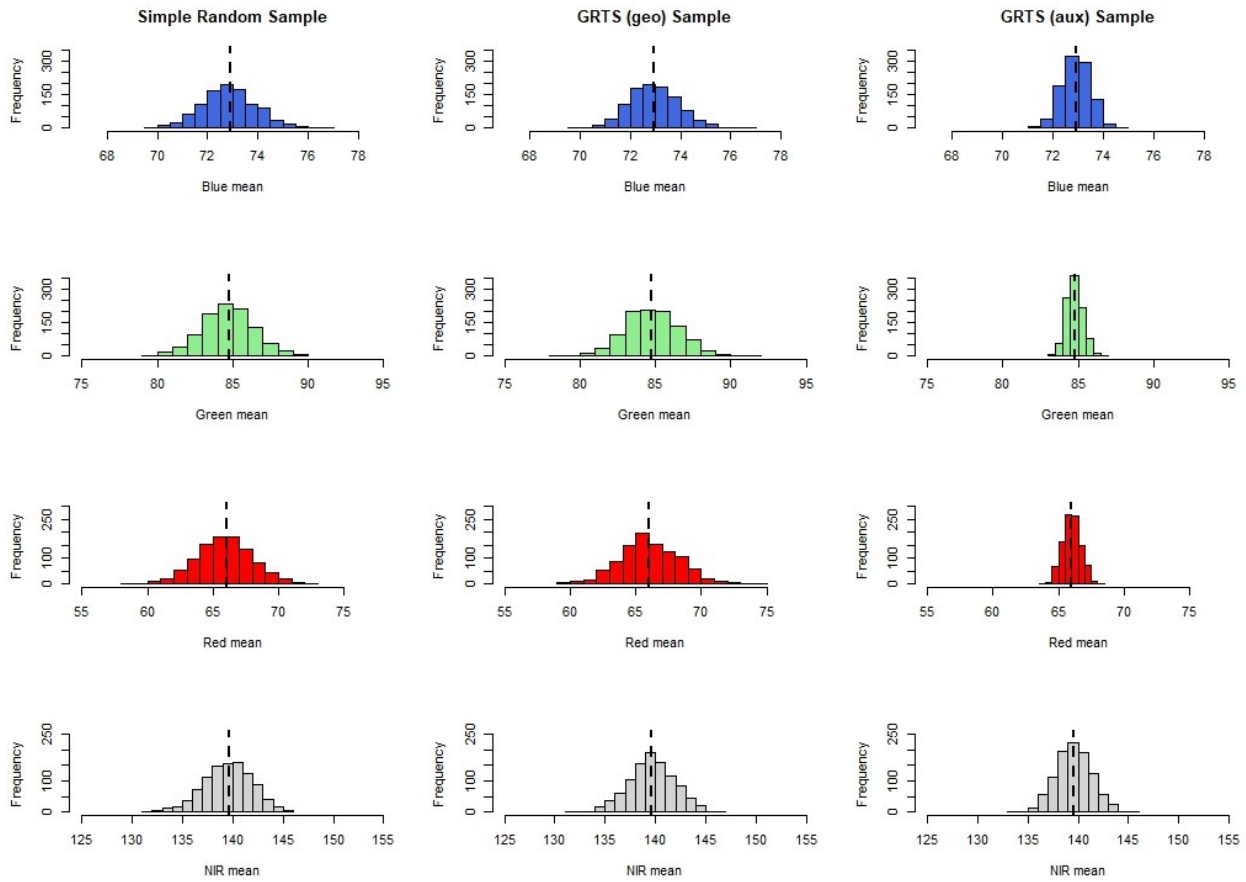 Simple Random Sample GRTS (geo) Sample GRTS (aux) Sample
Frequency Frequency Frequency
300 300 300
150 150 150
0 0 0
68 70 72 74 76 78 68 70 72 74 76 78 68 70 72 74 76 78
Blue mean Blue mean Blue mean
Frequency Frequency Frequency
300 300 300
150 150 150
0 0 0
75 80 85 90 95 75 80 85 90 95 75 80 85 90 95
Green mean Green mean Green mean
Frequency Frequency Frequency
250 250 250
100 100 100
0 0 0
55 60 65 70 75 55 60 65 70 75 55 60 65 70 75
Red mean Red mean Red mean
Frequency Frequency Frequency
250 250 250
100 100 100
0 0 0
125 130 135 140 145 150 155 125 130 135 140 145 150 155 125 130 135 140 145 150 155
NIR mean NIR mean NIR mean